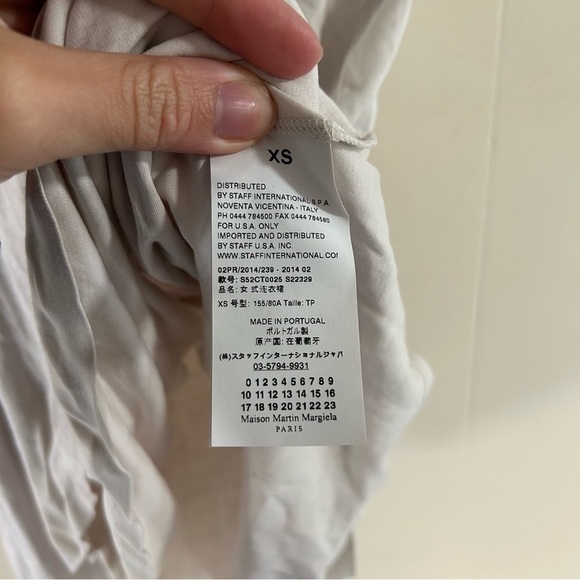 XS
DISTRIBUTED
BY STAFF INTERNATIONAL S.P.A
NOVENTA VICENTINA - ITALY
PH 0444 784500 FAX 0444 784580
FOR U.S.A. ONLY
IMPORTED AND DISTRIBUTED
BY STAFF U.S.A. INC.
WWW.STAFFINTERNATIONAL.CO
02PR/2014/239 - 2014 02
款号: S52CT0025 S22329
品名: 女式连衣裙
XS 号型: 155/80A Taille: TP
MADE IN PORTUGAL
ポルトガル製
原产国: 在葡萄牙
(株)スタッフインターナショナルジャパ
03-5794-9931
0 1 2 3 4 5 6 7 8 9
10 11 12 13 14 15 16
17 18 19 20 21 22 23
Maison Martin Margiela
PARIS